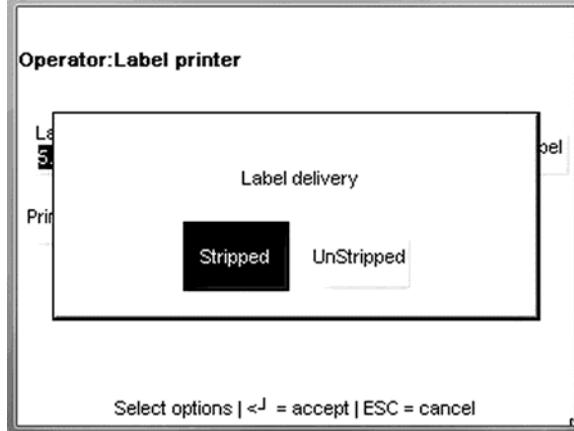 Operator:Label printer
Label delivery
Stripped UnStripped
Select options | <┘ = accept | ESC = cancel